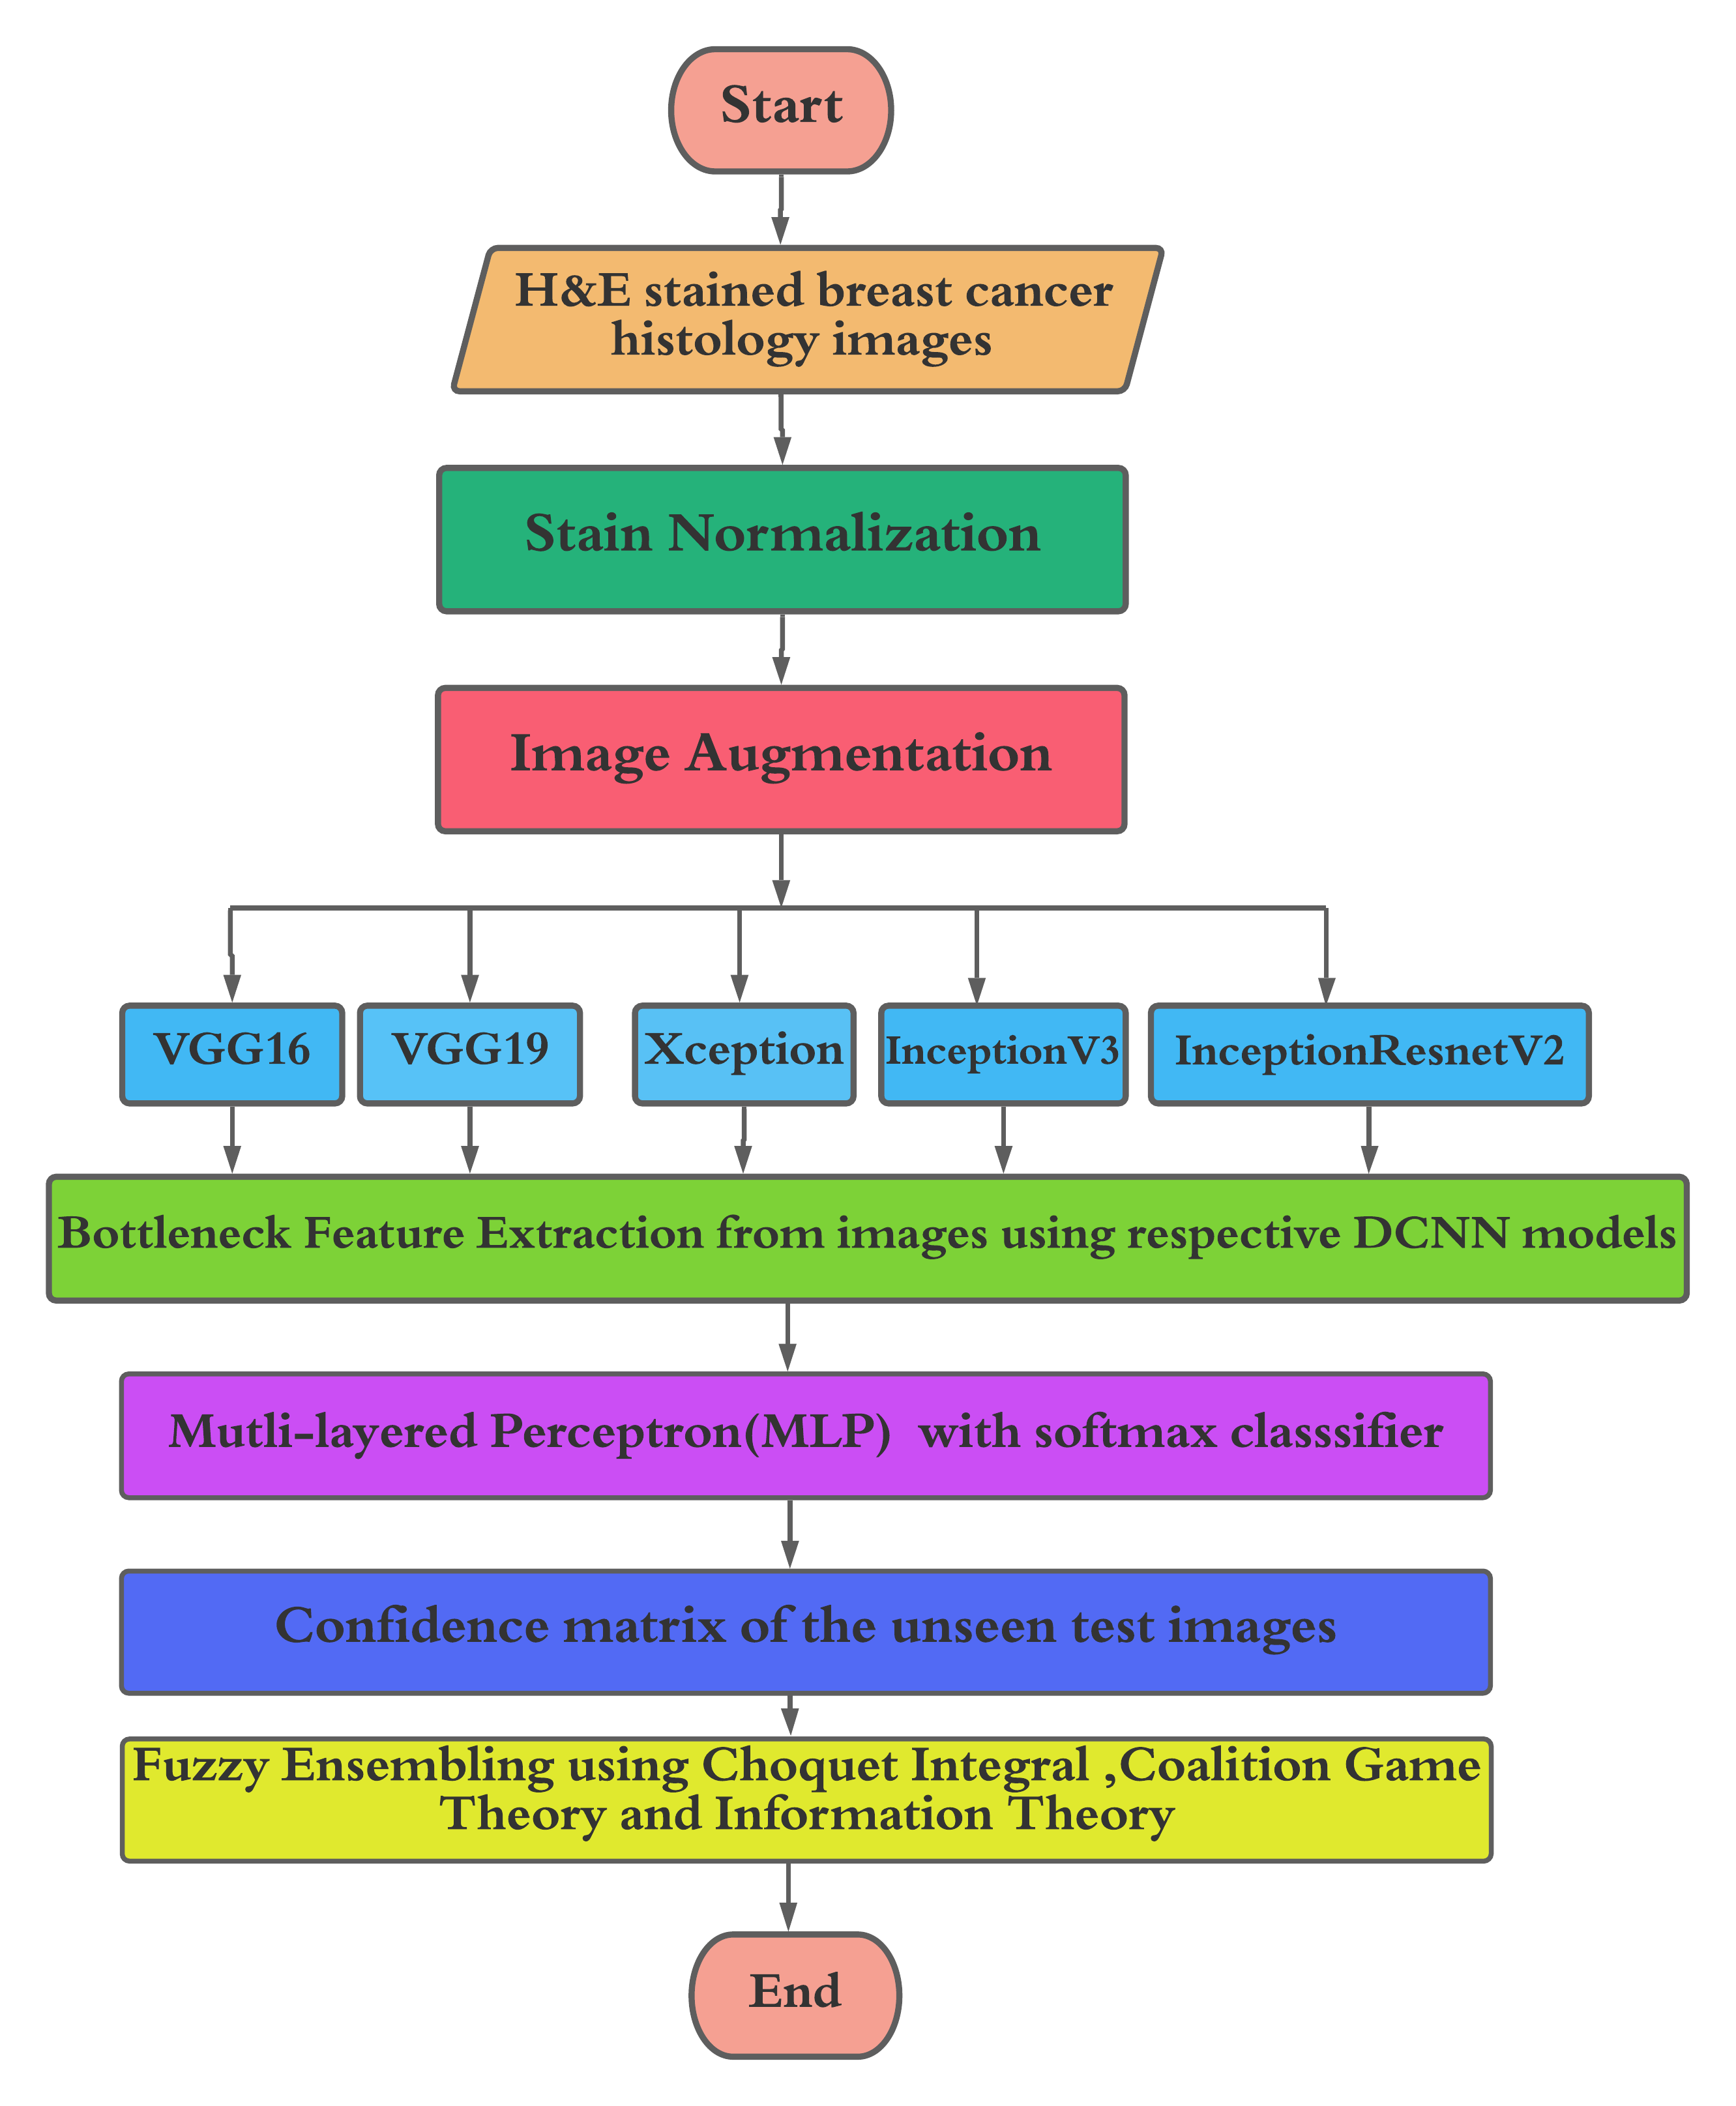 Start
H&E stained breast cancer
histology images
Stain Normalization
Image Augmentation
VGG16
VGG19
Xception
InceptionV3
InceptionResnetV2
Bottleneck Feature Extraction from images using respective DCNN models
Mutli-layered Perceptron(MLP)  with softmax classsifier
Confidence matrix of the unseen test images
Fuzzy Ensembling using Choquet Integral ,Coalition Game
Theory and Information Theory
End